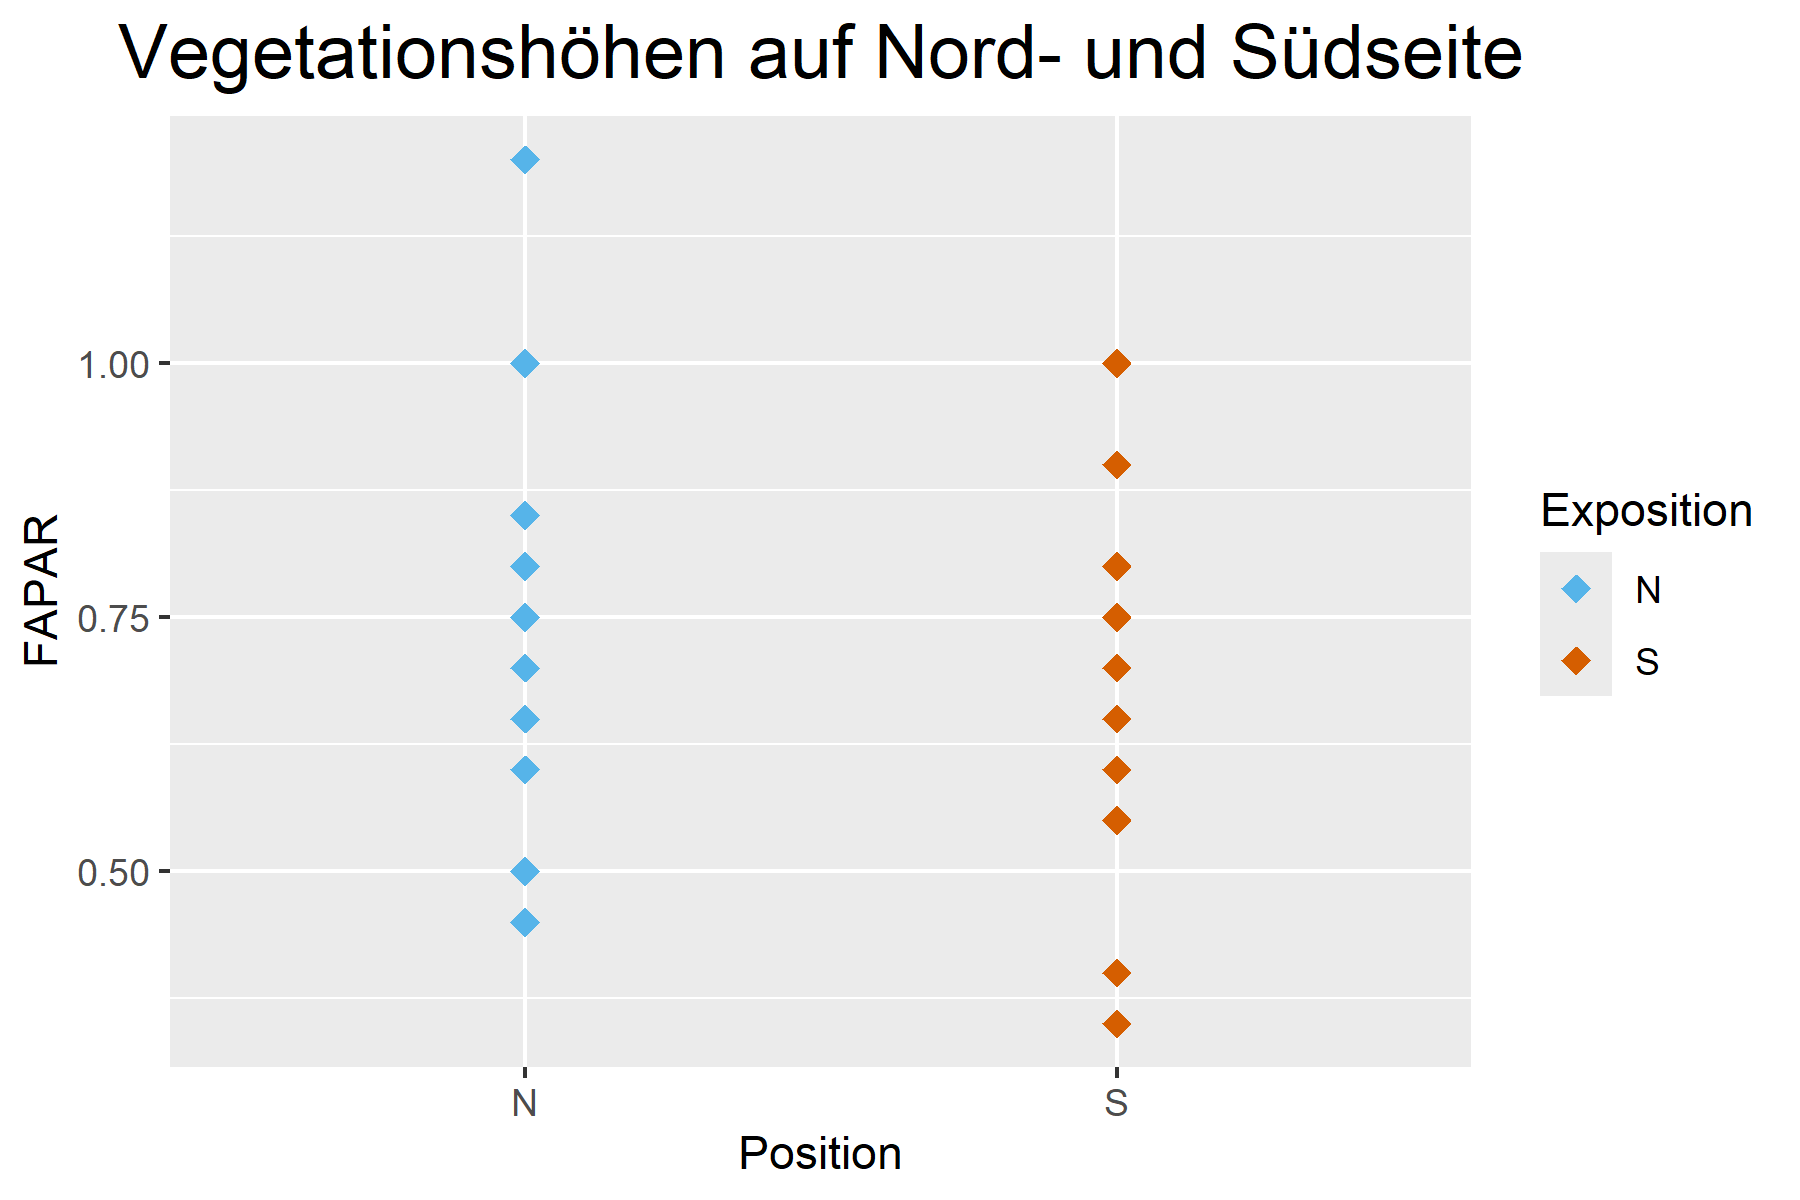 Vegetationshöhen auf Nord- und Südseite
FAPAR
1.00
0.75
0.50
N
S
Position
Exposition
N
S